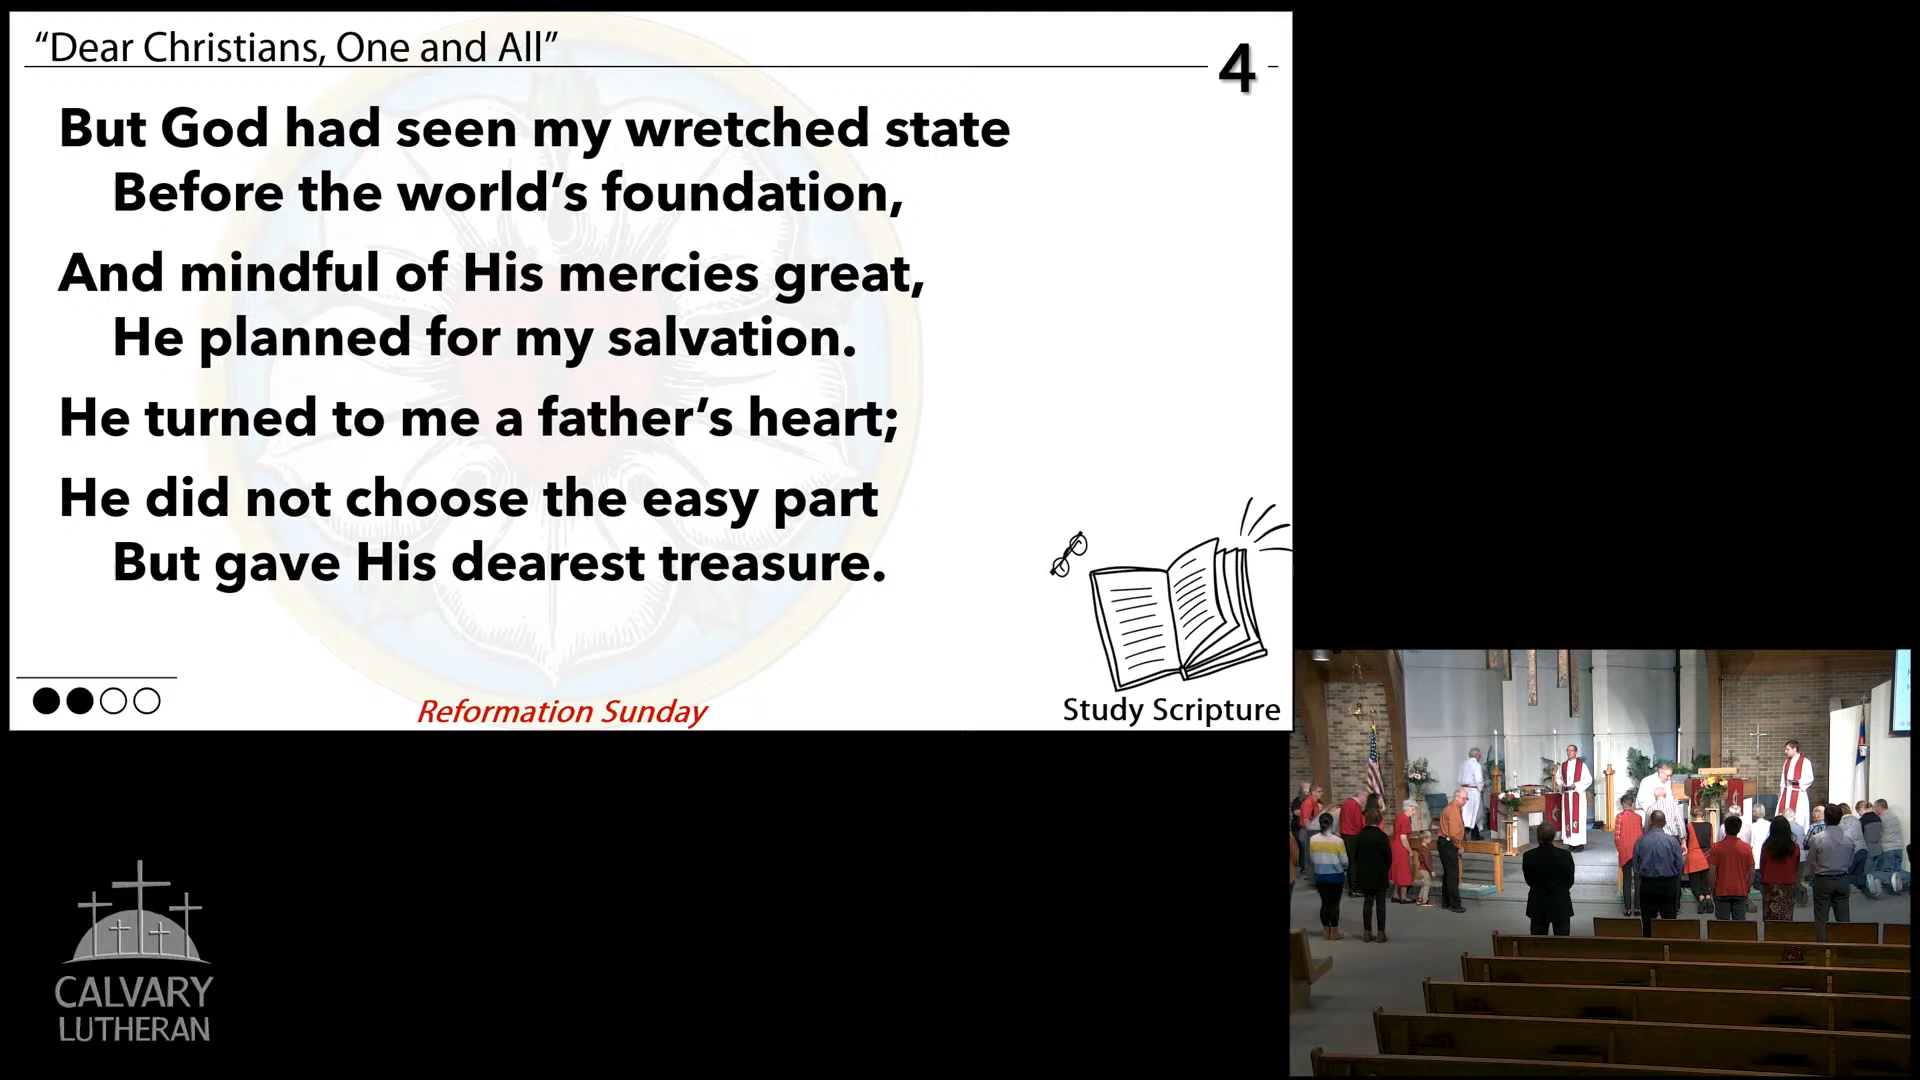 “Dear Christians, One and All”
4
But God had seen my wretched state
Before the world’s foundation,
And mindful of His mercies great,
He planned for my salvation.
He turned to me a father’s heart;
He did not choose the easy part
But gave His dearest treasure.
Reformation Sunday
Study Scripture
CALVARY
LUTHERAN